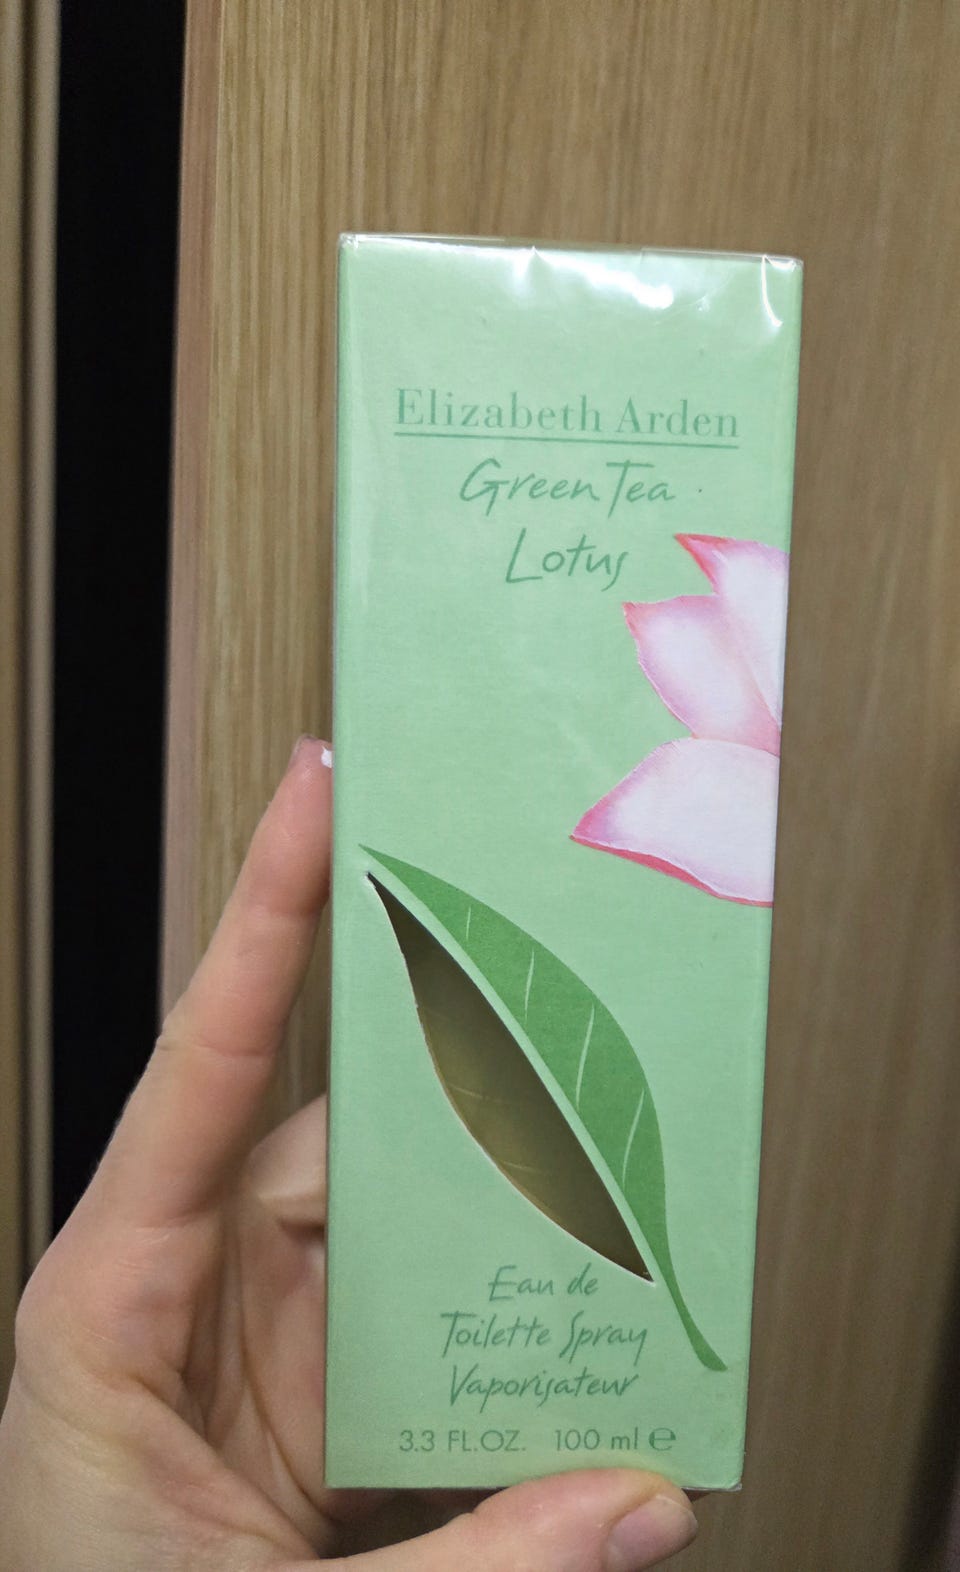 Elizabeth Arden
Green Tea
Lotus
Eau de
Toilette Spray
Vaporisateur
3.3 FL.OZ. 100 ml ℮